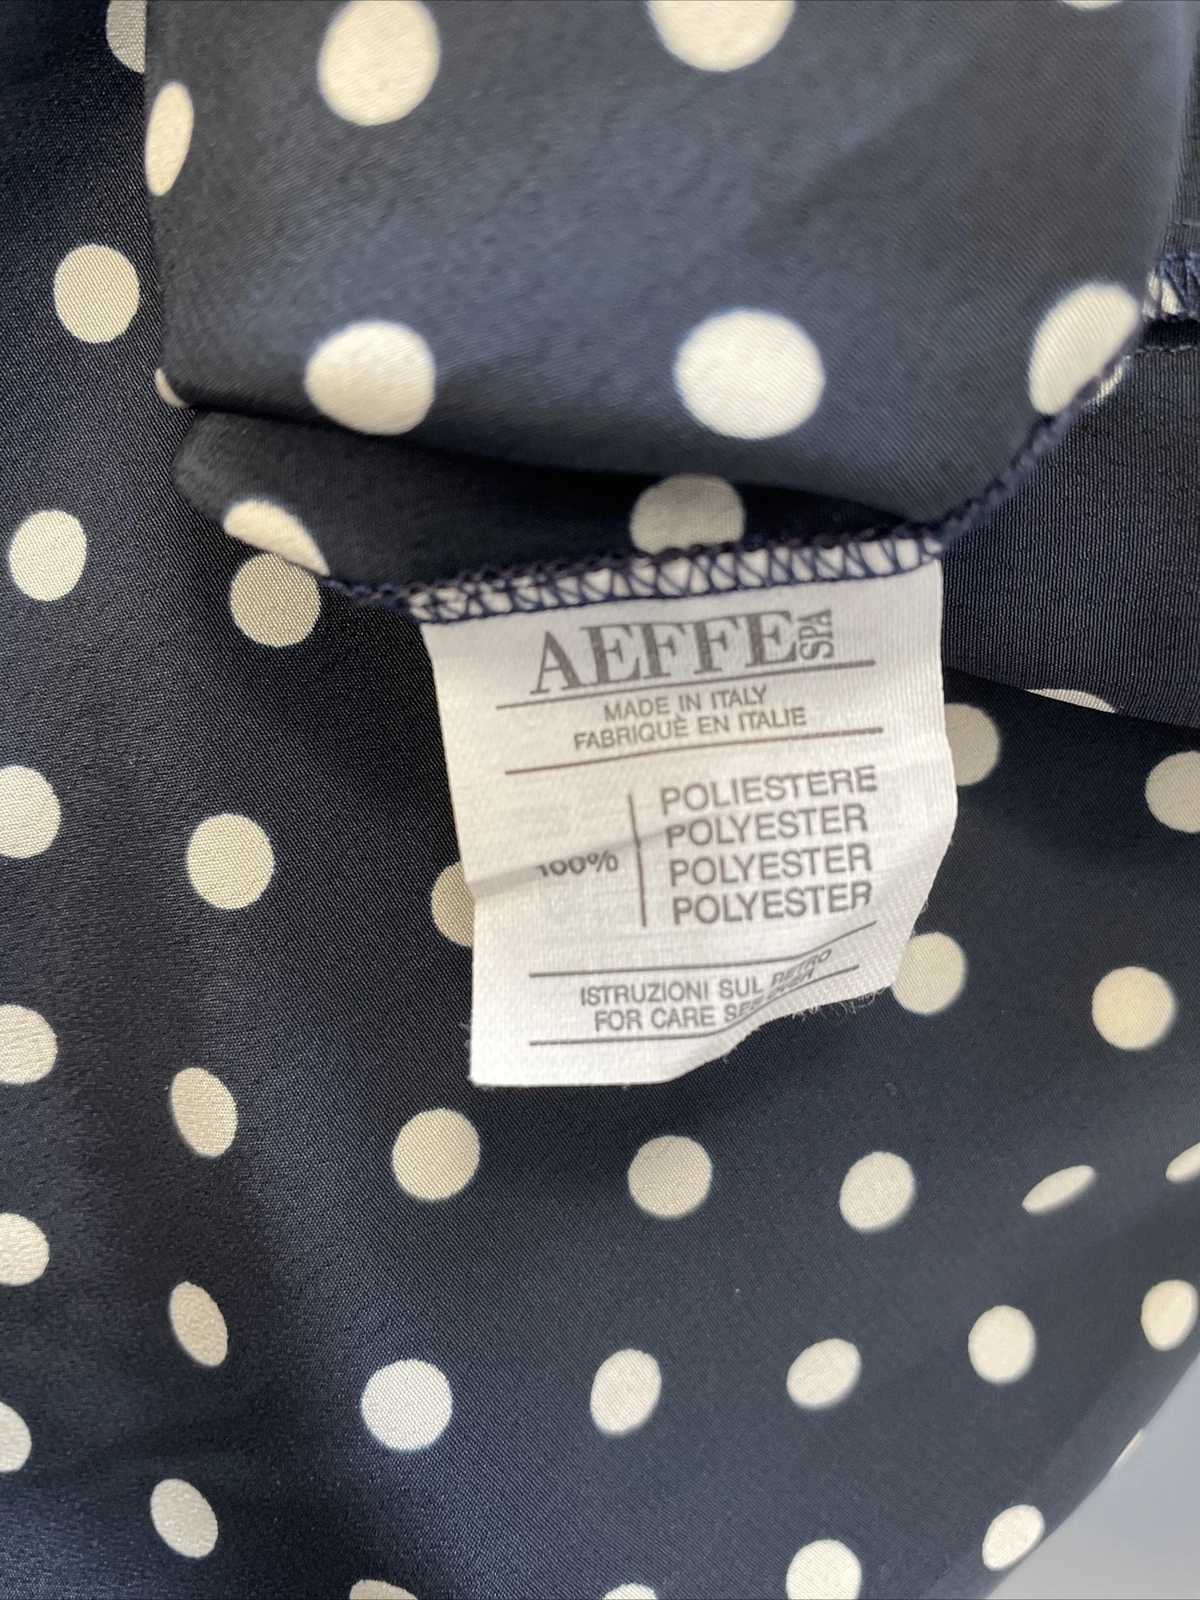 AEFFE SPA
MADE IN ITALY
FABRIQUÈ EN ITALIE
POLIESTERE
POLYESTER
100% POLYESTER
POLYESTER
ISTRUZIONI SUL RETRO
FOR CARE SEE OVER